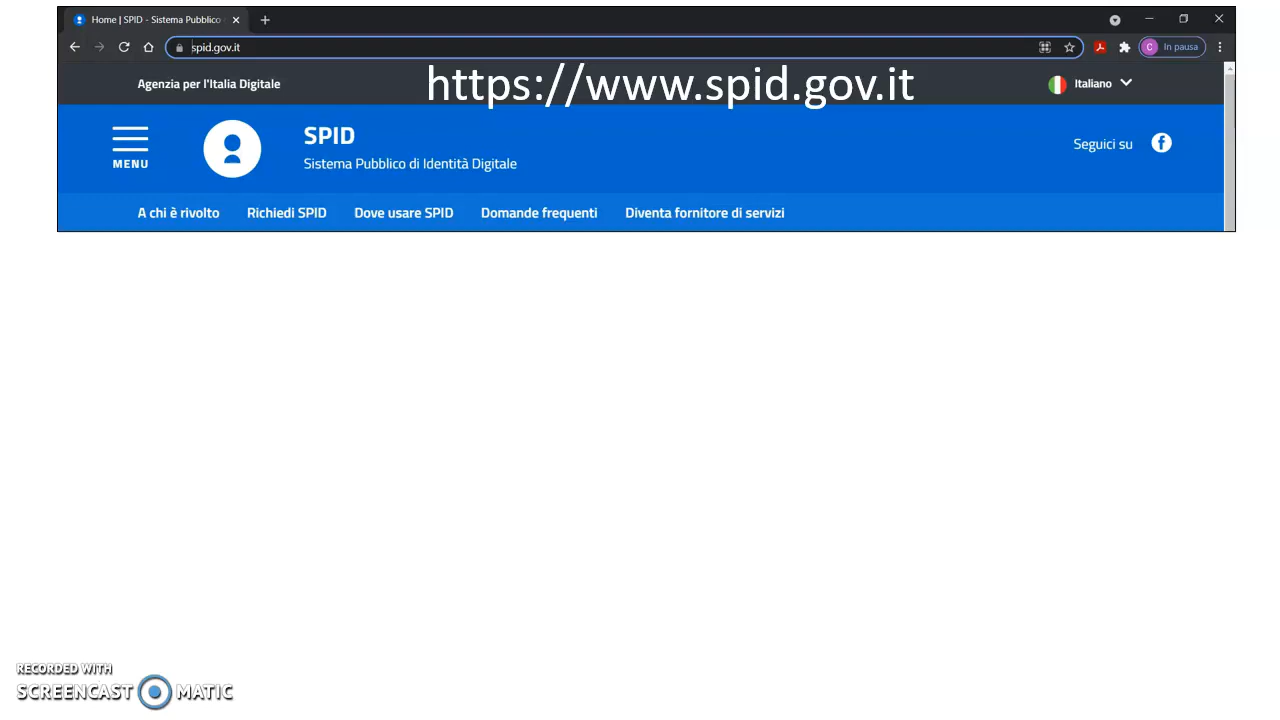 Home | SPID - Sistema Pubblico
spid.gov.it
C In pausa
Agenzia per l'Italia Digitale
https://www.spid.gov.it
Italiano
MENU
SPID
Sistema Pubblico di Identità Digitale
Seguici su
A chi è rivolto Richiedi SPID Dove usare SPID Domande frequenti Diventa fornitore di servizi
RECORDED WITH
SCREENCAST MATIC